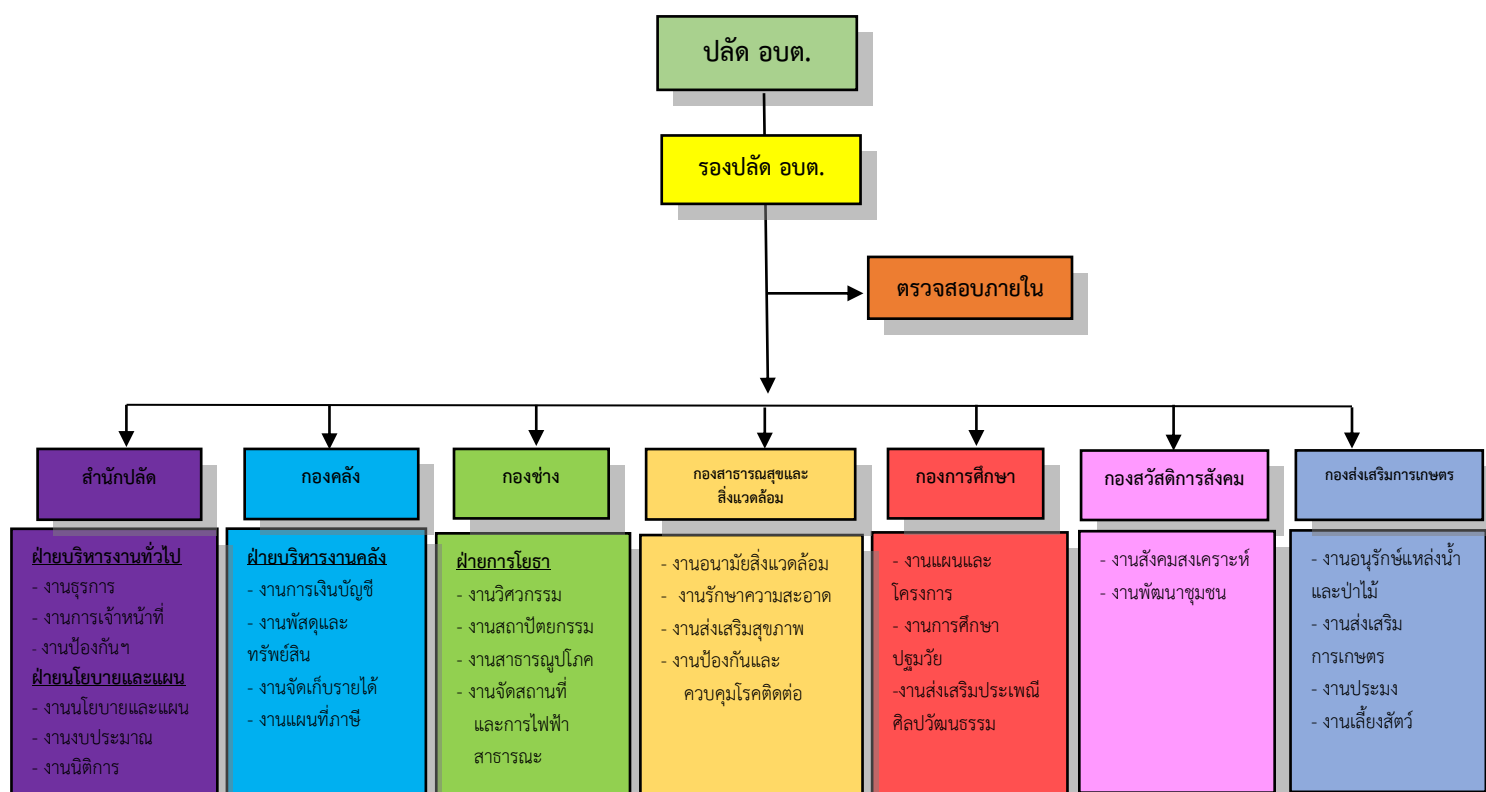 ปลัด อบต.
รองปลัด อบต.
ตรวจสอบภายใน
สำนักปลัด
ฝ่ายบริหารงานทั่วไป
- งานธุรการ
- งานการเจ้าหน้าที่
- งานป้องกันฯ
ฝ่ายนโยบายและแผน
- งานนโยบายและแผน
- งานงบประมาณ
- งานนิติการ
กองคลัง
ฝ่ายบริหารงานคลัง
- งานการเงินบัญชี
- งานพัสดุและ
ทรัพย์สิน
- งานจัดเก็บรายได้
- งานแผนที่ภาษี
กองช่าง
ฝ่ายการโยธา
- งานวิศวกรรม
- งานสถาปัตยกรรม
- งานสาธารณูปโภค
- งานจัดสถานที่
และการไฟฟ้า
สาธารณะ
กองสาธารณสุขและ
สิ่งแวดล้อม
- งานอนามัยสิ่งแวดล้อม
- งานรักษาความสะอาด
- งานส่งเสริมสุขภาพ
- งานป้องกันและ
ควบคุมโรคติดต่อ
กองการศึกษา
- งานแผนและ
โครงการ
- งานการศึกษา
ปฐมวัย
-งานส่งเสริมประเพณี
ศิลปวัฒนธรรม
กองสวัสดิการสังคม
- งานสังคมสงเคราะห์
- งานพัฒนาชุมชน
กองส่งเสริมการเกษตร
- งานอนุรักษ์แหล่งน้ำ
และป่าไม้
- งานส่งเสริม
การเกษตร
- งานประมง
- งานเลี้ยงสัตว์